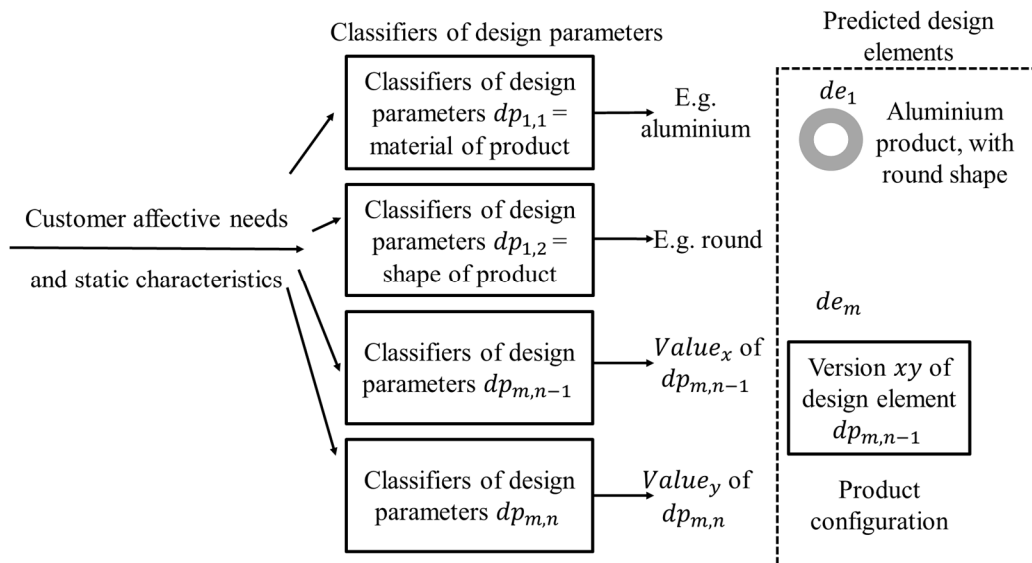 Classifiers of design parameters
Classifiers of design
parameters $dp_{1,1}$ =
material of product
E.g.
aluminium
Customer affective needs
and static characteristics
Classifiers of design
parameters $dp_{1,2}$ =
shape of product
E.g. round
Classifiers of design
parameters $dp_{m,n-1}$
$Value_x$ of
$dp_{m,n-1}$
Classifiers of design
parameters $dp_{m,n}$
$Value_y$ of
$dp_{m,n}$
Predicted design
elements
$de_1$
Aluminium
product, with
round shape
$de_m$
Version $xy$ of
design element
$dp_{m,n-1}$
Product
configuration